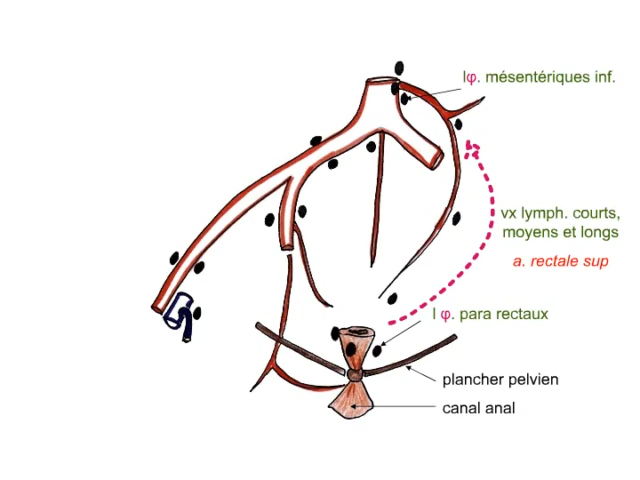 lφ. mésentériques inf.
vx lymph. courts,
moyens et longs
a. rectale sup
l φ. para rectaux
plancher pelvien
canal anal